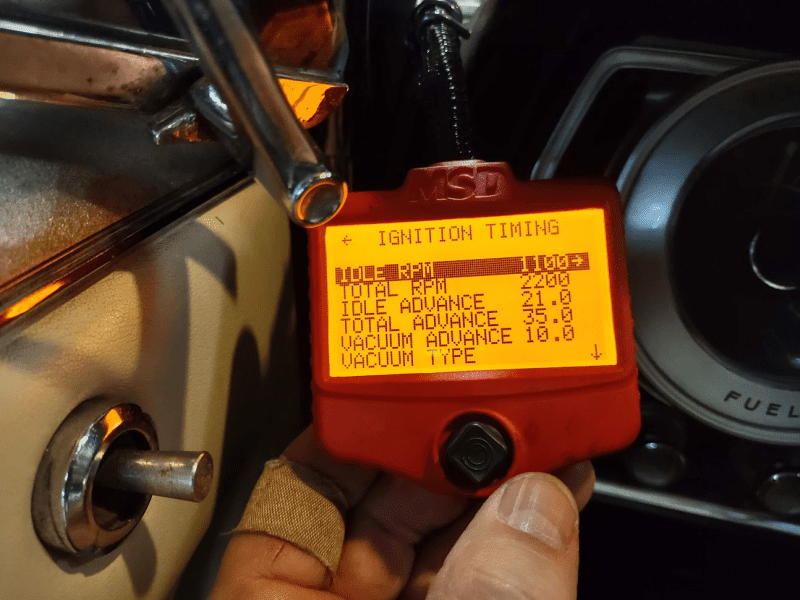 MSD
← IGNITION TIMING
IDLE RPM 1100→
TOTAL RPM 2200
IDLE ADVANCE 21.0
TOTAL ADVANCE 35.0
VACUUM ADVANCE 10.0
VACUUM TYPE ↓
FUEL